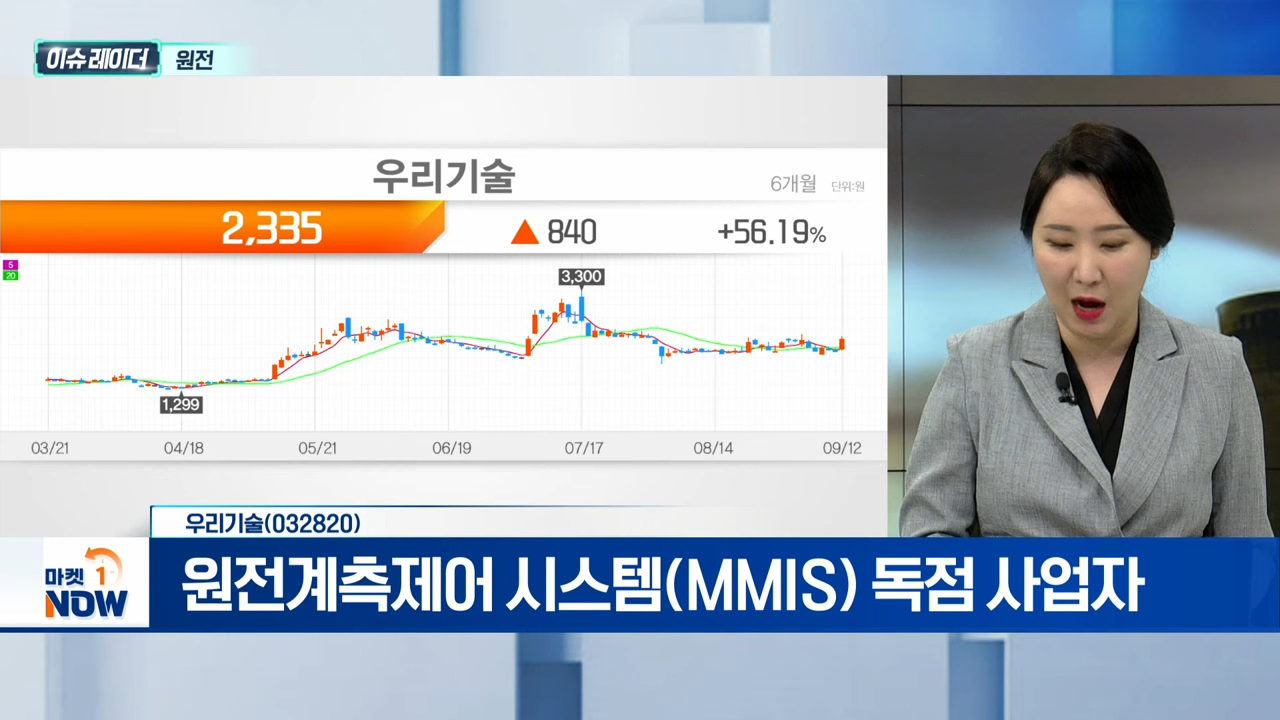 이슈 레이더 원전
우리기술
6개월 단위:원
2,335 ▲ 840 +56.19%
5
20
3,300
1,299
03/21 04/18 05/21 06/19 07/17 08/14 09/12
우리기술(032820)
마켓 1
NOW
원전계측제어 시스템(MMIS) 독점 사업자